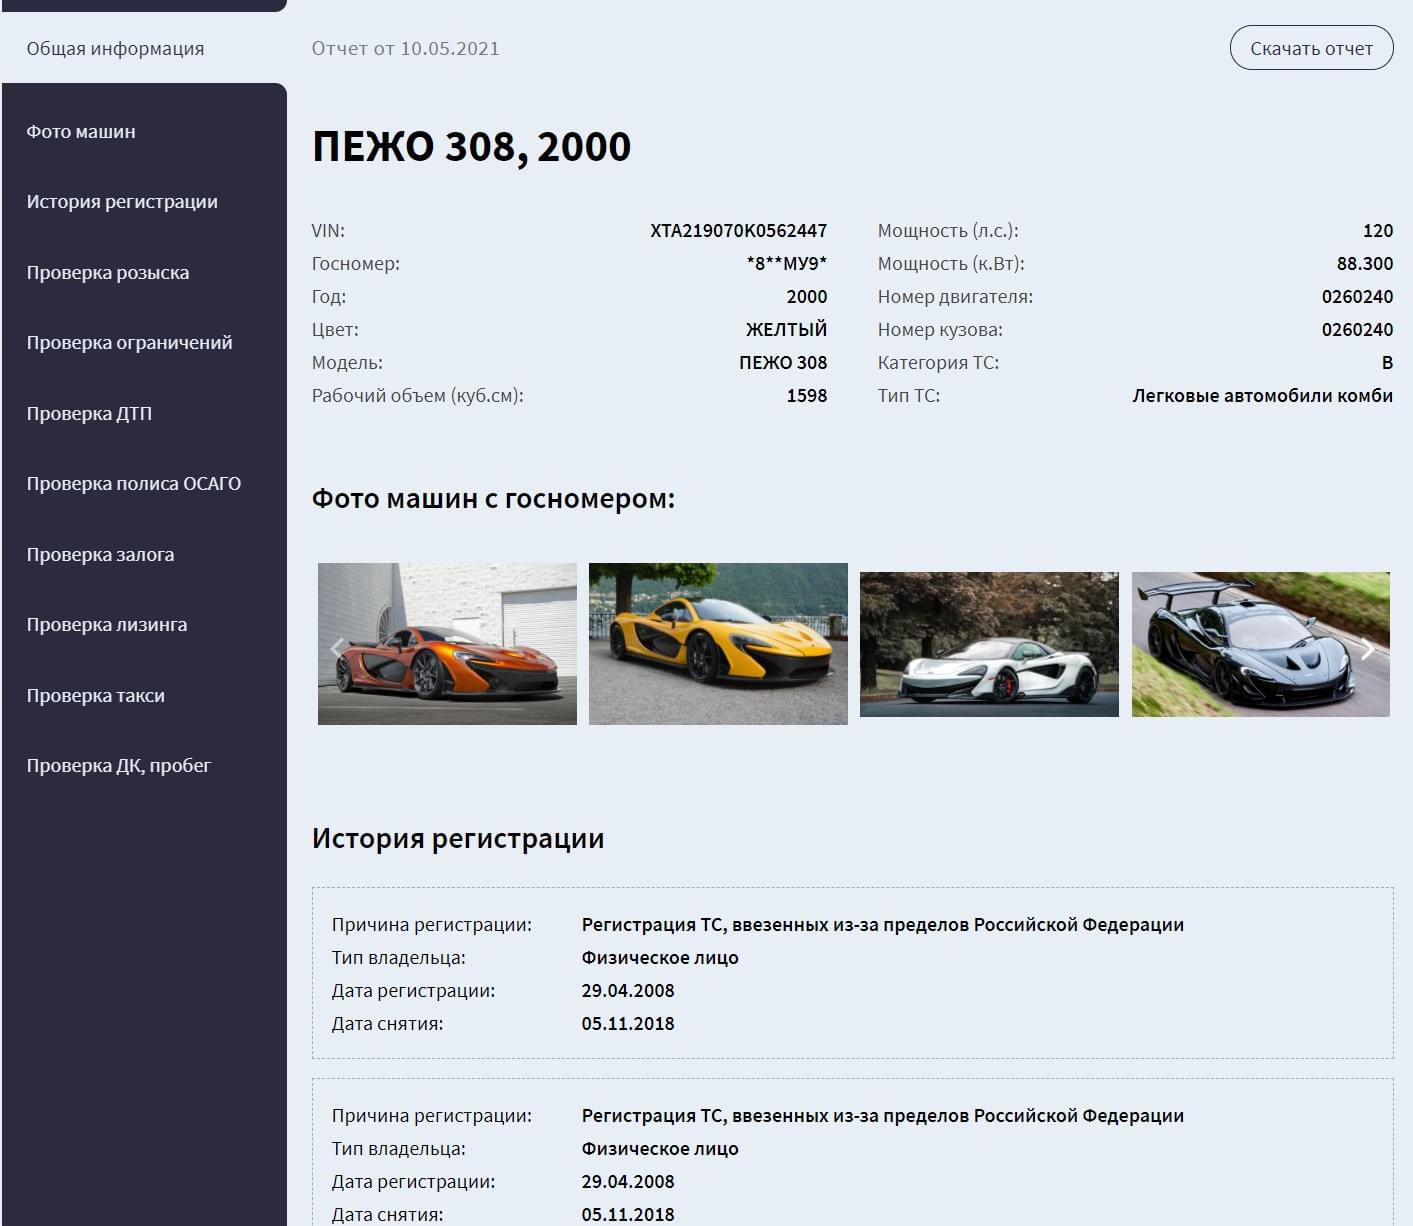 Общая информация
Фото машин
История регистрации
Проверка розыска
Проверка ограничений
Проверка ДТП
Проверка полиса ОСАГО
Проверка залога
Проверка лизинга
Проверка такси
Проверка ДК, пробег
Отчет от 10.05.2021
Скачать отчет
ПЕЖО 308, 2000
VIN: XTA219070K0562447
Госномер: *8**МУ9*
Год: 2000
Цвет: ЖЕЛТЫЙ
Модель: ПЕЖО 308
Рабочий объем (куб.см): 1598
Мощность (л.с.): 120
Мощность (к.Вт): 88.300
Номер двигателя: 0260240
Номер кузова: 0260240
Категория ТС: B
Тип ТС: Легковые автомобили комби
Фото машин с госномером:
История регистрации
Причина регистрации: Регистрация ТС, ввезенных из-за пределов Российской Федерации
Тип владельца: Физическое лицо
Дата регистрации: 29.04.2008
Дата снятия: 05.11.2018
Причина регистрации: Регистрация ТС, ввезенных из-за пределов Российской Федерации
Тип владельца: Физическое лицо
Дата регистрации: 29.04.2008
Дата снятия: 05.11.2018